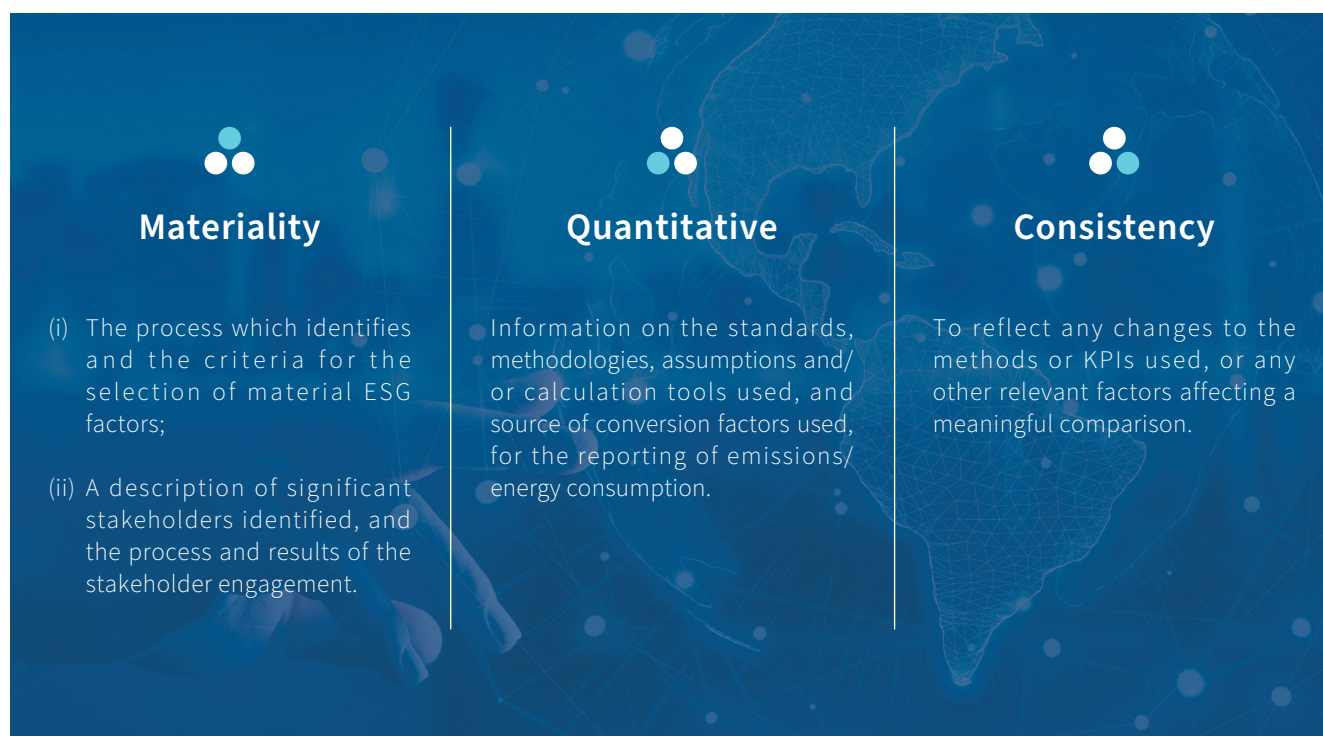 Materiality
(i) The process which identifies
and the criteria for the
selection of material ESG
factors;
(ii) A description of significant
stakeholders identified, and
the process and results of the
stakeholder engagement.
Quantitative
Information on the standards,
methodologies, assumptions and/
or calculation tools used, and
source of conversion factors used,
for the reporting of emissions/
energy consumption.
Consistency
To reflect any changes to the
methods or KPIs used, or any
other relevant factors affecting a
meaningful comparison.